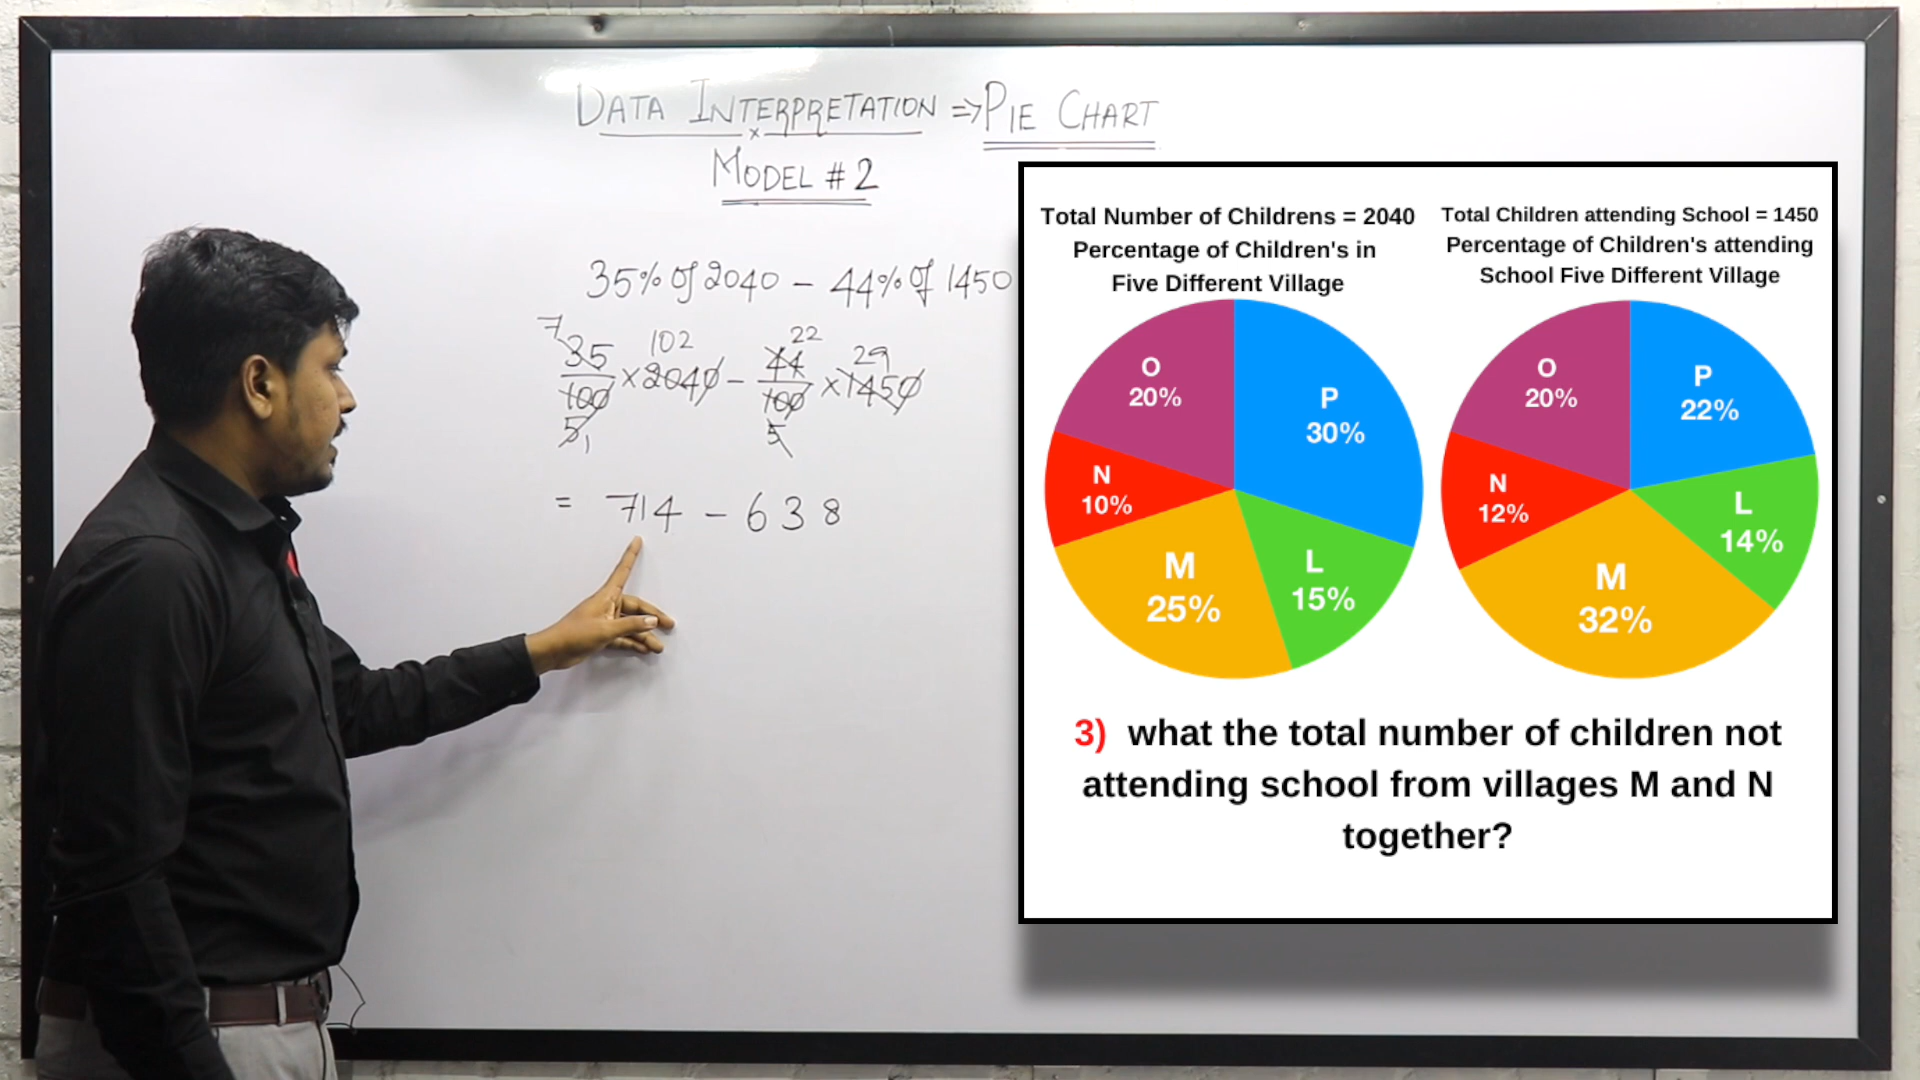 DATA INTERPRETATION => PIE CHART
x
MODEL # 2
35% of 2040 – 44% of 1450
7 102 22 29
35/100 × 2040 – 44/100 × 1450
5 1 5
= 714 – 638
Total Number of Childrens = 2040
Percentage of Children's in
Five Different Village
O
20%
P
30%
N
10%
M
25%
L
15%
Total Children attending School = 1450
Percentage of Children's attending
School Five Different Village
O
20%
P
22%
N
12%
L
14%
M
32%
3) what the total number of children not
attending school from villages M and N
together?